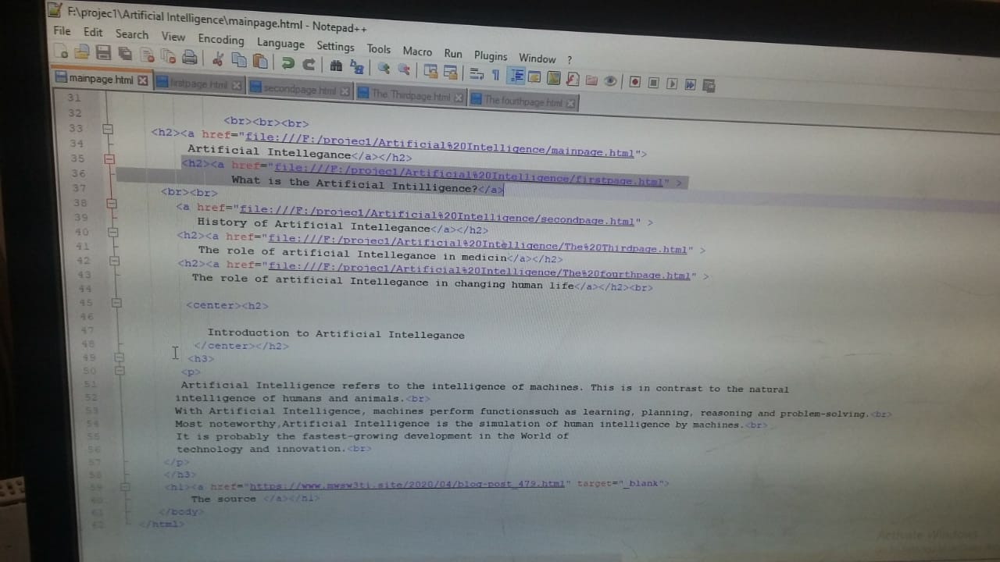 F:\projec1\Artificial Intelligence\mainpage.html - Notepad++
File Edit Search View Encoding Language Settings Tools Macro Run Plugins Window ?
mainpage.html firstpage.html secondpage.html The Thirdpage.html The fourthpage.html
31
32 <br><br><br>
33 <h2><a href="file:///F:/projec1/Artificial%20Intelligence/mainpage.html">
34 Artificial Intellegance</a></h2>
35 <h2><a href="file:///F:/projec1/Artificial%20Intelligence/firstpage.html" >
36 What is the Artificial Intilligence?</a>
37 <br><br>
38 <a href="file:///F:/projec1/Artificial%20Intelligence/secondpage.html" >
39 History of Artificial Intellegance</a></h2>
40 <h2><a href="file:///F:/projec1/Artificial%20Intelligence/The%20Thirdpage.html" >
41 The role of artificial Intellegance in medicin</a></h2>
42 <h2><a href="file:///F:/projec1/Artificial%20Intelligence/The%20fourthpage.html" >
43 The role of artificial Intellegance in changing human life</a></h2><br>
44
45 <center><h2>
46
47 Introduction to Artificial Intellegance
48 </center></h2>
49 <h3>
50 <p>
51 Artificial Intelligence refers to the intelligence of machines. This is in contrast to the natural
52 intelligence of humans and animals.<br>
53 With Artificial Intelligence, machines perform functionssuch as learning, planning, reasoning and problem-solving.<br>
54 Most noteworthy,Artificial Intelligence is the simulation of human intelligence by machines.<br>
55 It is probably the fastest-growing development in the World of
56 technology and innovation.<br>
57 </p>
58 </h3>
59 <h1><a href="https://www.mwsw3ti.site/2020/04/blog-post_479.html" target="_blank">
60 The source </a></h1>
61 </body>
62 </html>
Activate Windows